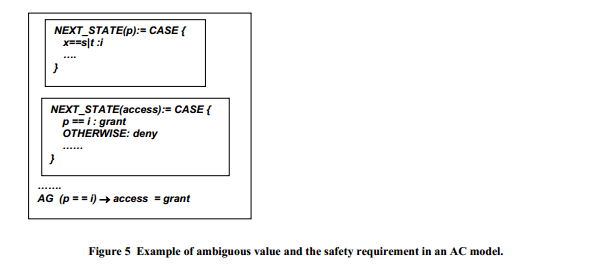 NEXT_STATE(p):= CASE {
x==s|t :i
....
}
NEXT_STATE(access):= CASE {
p == i : grant
OTHERWISE: deny
......
}
.......
AG (p = = i) → access = grant
Figure 5 Example of ambiguous value and the safety requirement in an AC model.